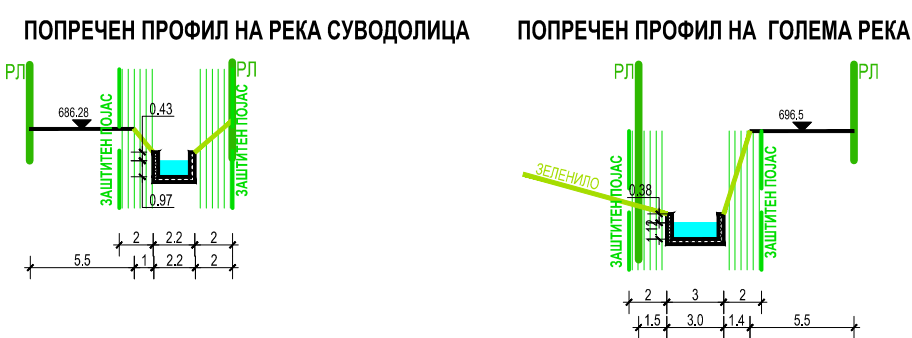 ПОПРЕЧЕН ПРОФИЛ НА РЕКА СУВОДОЛИЦА
РЛ
РЛ
686.28
0.43
ЗАШТИТЕН ПОЈАС
ЗАШТИТЕН ПОЈАС
0.97
2 2.2 2
5.5 1 2.2 2
ПОПРЕЧЕН ПРОФИЛ НА ГОЛЕМА РЕКА
РЛ
РЛ
696.5
ЗЕЛЕНИЛО
0.38
ЗАШТИТЕН ПОЈАС
ЗАШТИТЕН ПОЈАС
1.12
2 3 2
1.5 3.0 1.4 5.5